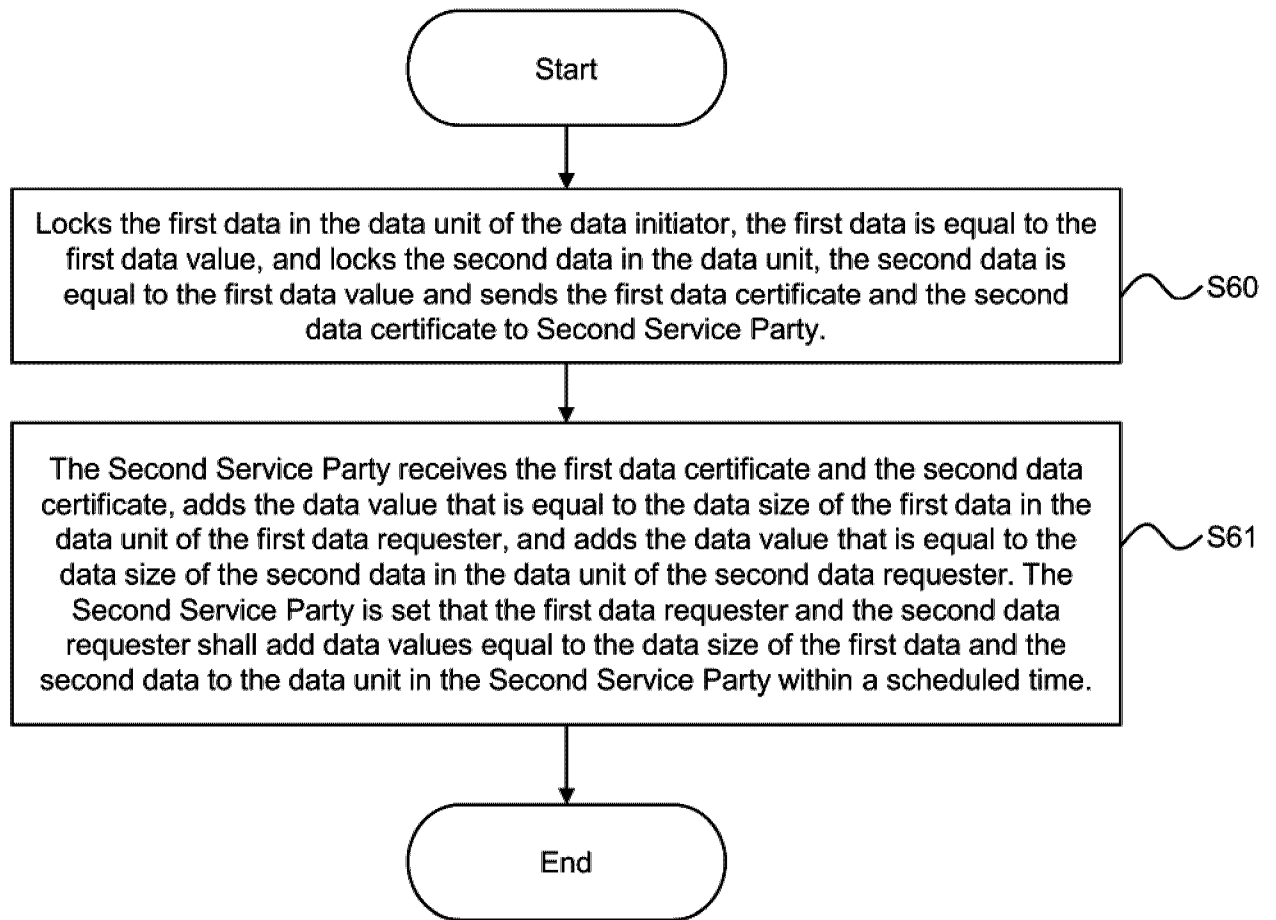 Start
Locks the first data in the data unit of the data initiator, the first data is equal to the
first data value, and locks the second data in the data unit, the second data is
equal to the first data value and sends the first data certificate and the second
data certificate to Second Service Party.
S60
The Second Service Party receives the first data certificate and the second data
certificate, adds the data value that is equal to the data size of the first data in the
data unit of the first data requester, and adds the data value that is equal to the
data size of the second data in the data unit of the second data requester. The
Second Service Party is set that the first data requester and the second data
requester shall add data values equal to the data size of the first data and the
second data to the data unit in the Second Service Party within a scheduled time.
S61
End